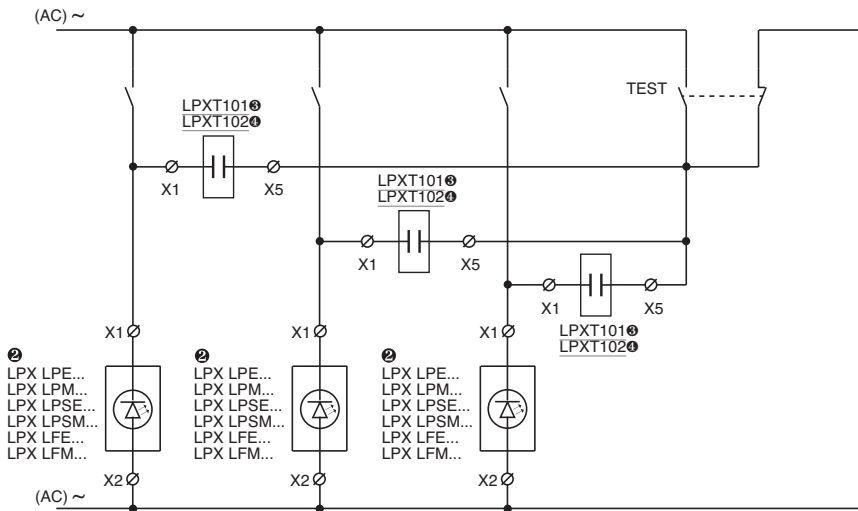 (AC) ~
TEST
LPXT101❸
LPXT102❹
X1
X5
LPXT101❸
LPXT102❹
X1
X5
X1
X5
LPXT101❸
LPXT102❹
X1
X1
X1
❷
LPX LPE...
LPX LPM...
LPX LPSE...
LPX LPSM...
LPX LFE...
LPX LFM...
❷
LPX LPE...
LPX LPM...
LPX LPSE...
LPX LPSM...
LPX LFE...
LPX LFM...
❷
LPX LPE...
LPX LPM...
LPX LPSE...
LPX LPSM...
LPX LFE...
LPX LFM...
X2
X2
X2
(AC) ~